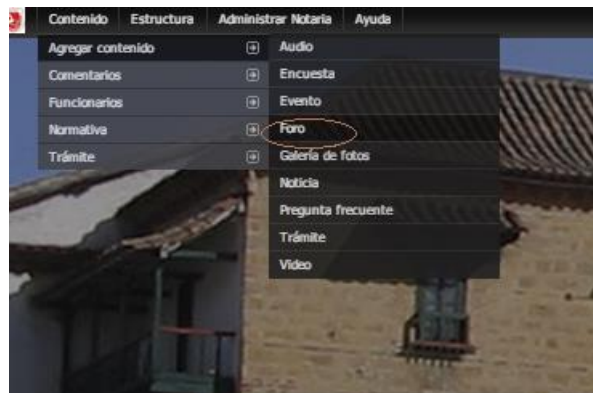 Contenido Estructura Administrar Notaria Ayuda
Agregar contenido
Comentarios
Funcionarios
Normativa
Trámite
Audio
Encuesta
Evento
Foro
Galería de fotos
Noticia
Pregunta frecuente
Trámite
Video